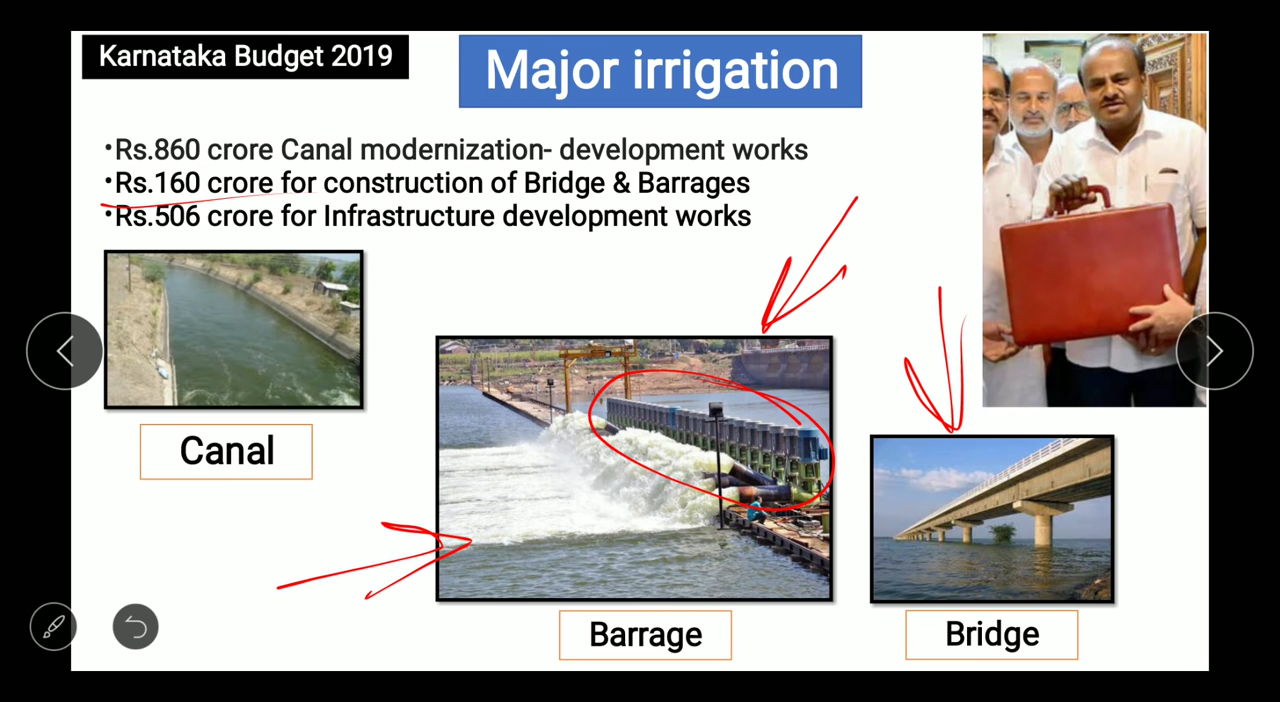 Karnataka Budget 2019
Major irrigation
•Rs.860 crore Canal modernization- development works
•Rs.160 crore for construction of Bridge & Barrages
•Rs.506 crore for Infrastructure development works
Canal
Barrage
Bridge